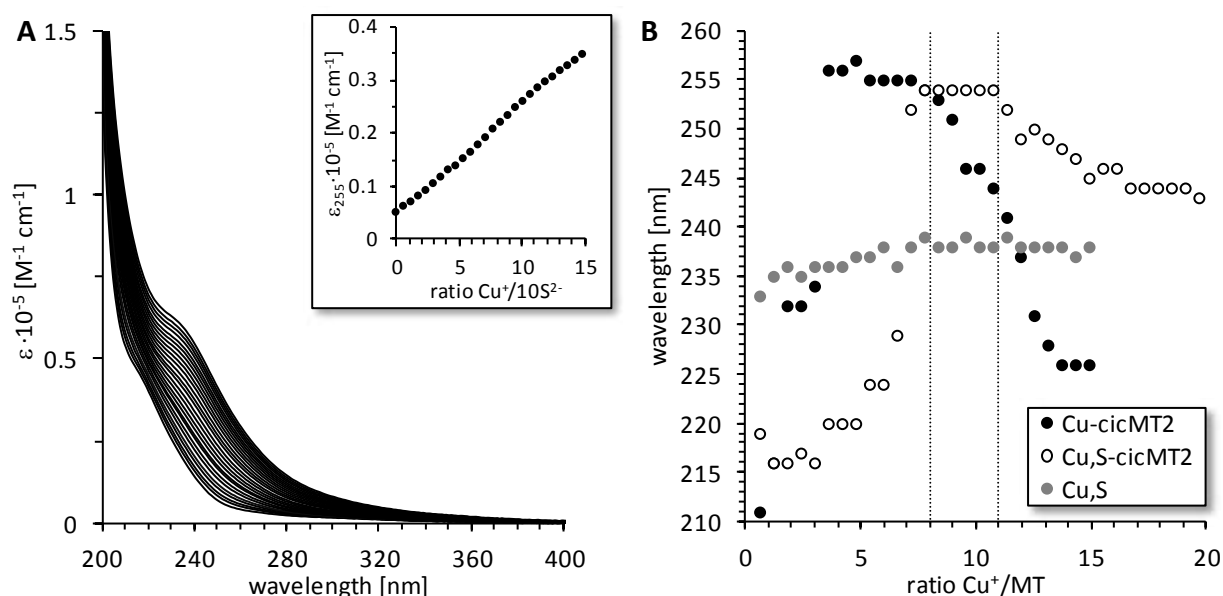 A
1.5
1
0.5
0
ε ·10⁻⁵ [M⁻¹ cm⁻¹]
200 240 280 320 360 400
wavelength [nm]
0.4
0.3
0.2
0.1
0
ε₂₅₅·10⁻⁵ [M⁻¹ cm⁻¹]
0 5 10 15
ratio Cu⁺/10S²⁻
B
260
255
250
245
240
235
230
225
220
215
210
wavelength [nm]
Cu-cicMT2
Cu,S-cicMT2
Cu,S
0 5 10 15 20
ratio Cu⁺/MT